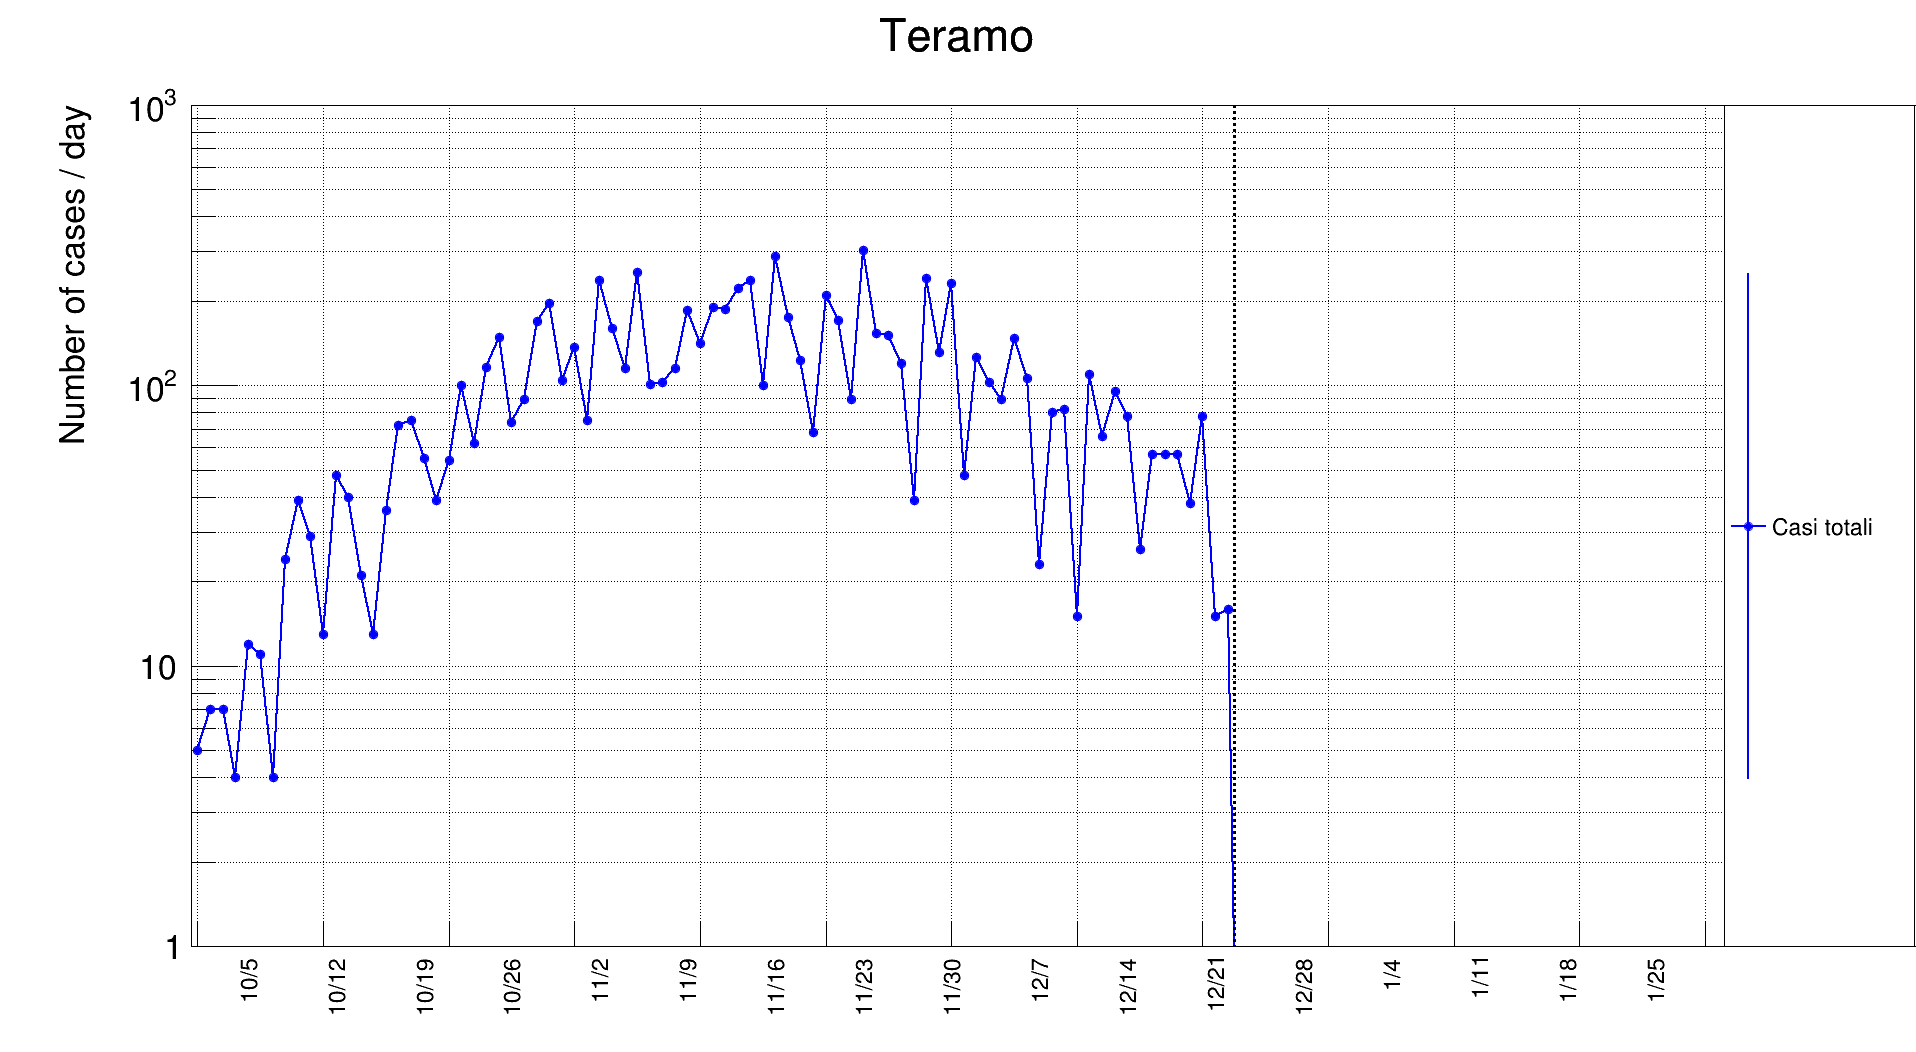 Teramo
Number of cases / day
10³
10²
10
1
10/5 10/12 10/19 10/26 11/2 11/9 11/16 11/23 11/30 12/7 12/14 12/21 12/28 1/4 1/11 1/18 1/25
Casi totali